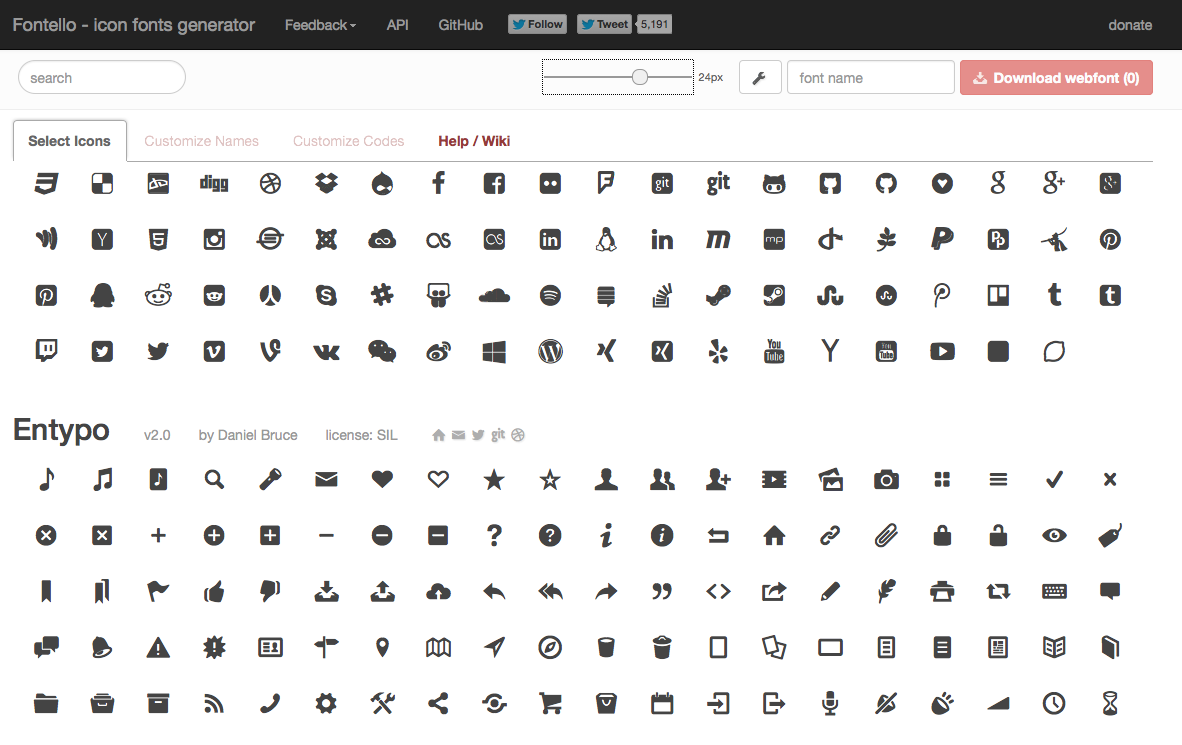 Fontello - icon fonts generator Feedback API GitHub Follow Tweet 5,191 donate
search 24px font name Download webfont (0)
Select Icons Customize Names Customize Codes Help / Wiki
digg git git g g+ g+
in in mp
You Tube You Tube
Entypo v2.0 by Daniel Bruce license: SIL git